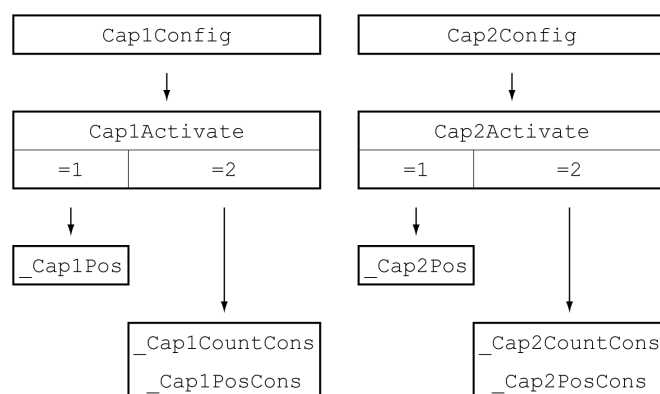 Cap1Config
Cap2Config
Cap1Activate
Cap2Activate
=1
=2
=1
=2
_Cap1Pos
_Cap2Pos
_Cap1CountCons
_Cap1PosCons
_Cap2CountCons
_Cap2PosCons